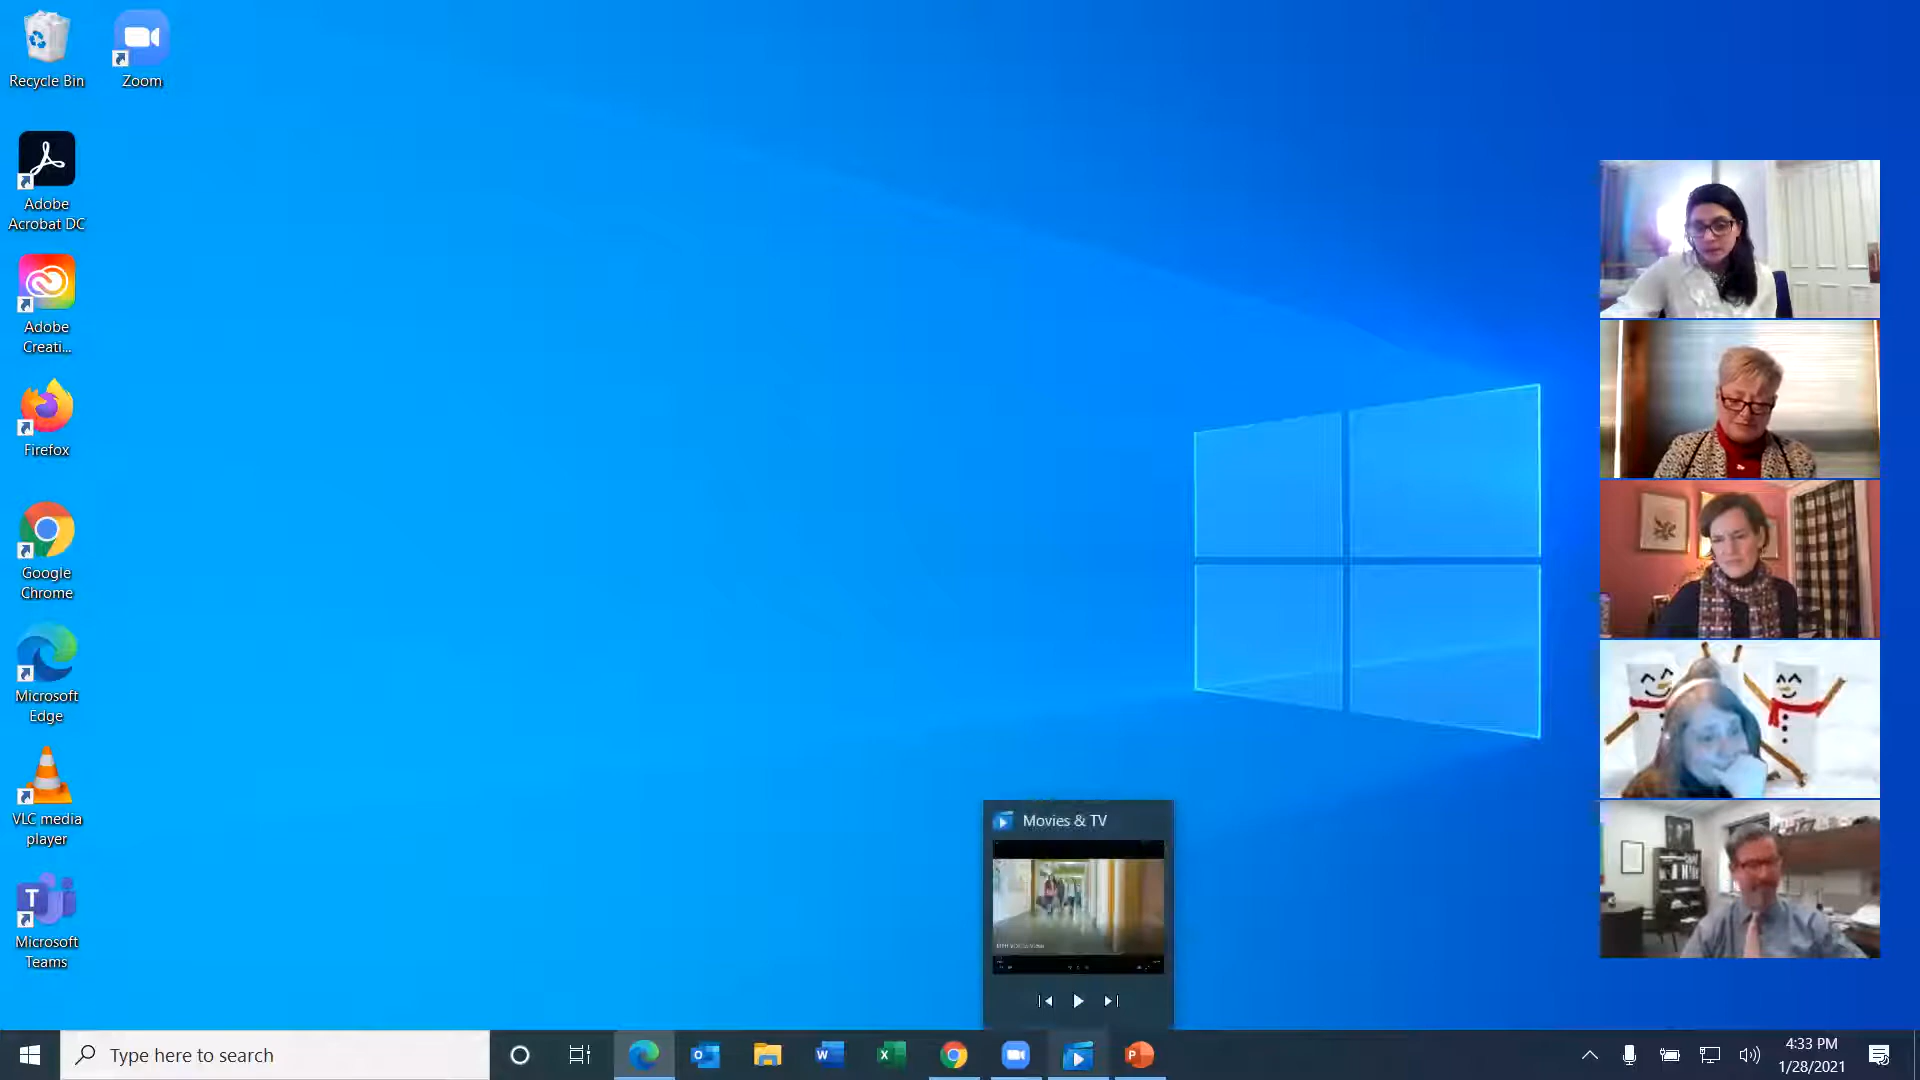 Recycle Bin
Zoom
Adobe
Acrobat DC
Adobe
Creati...
Firefox
Google
Chrome
Microsoft
Edge
VLC media
player
T
Microsoft
Teams
Movies & TV
Type here to search
W
X
P
4:33 PM
1/28/2021